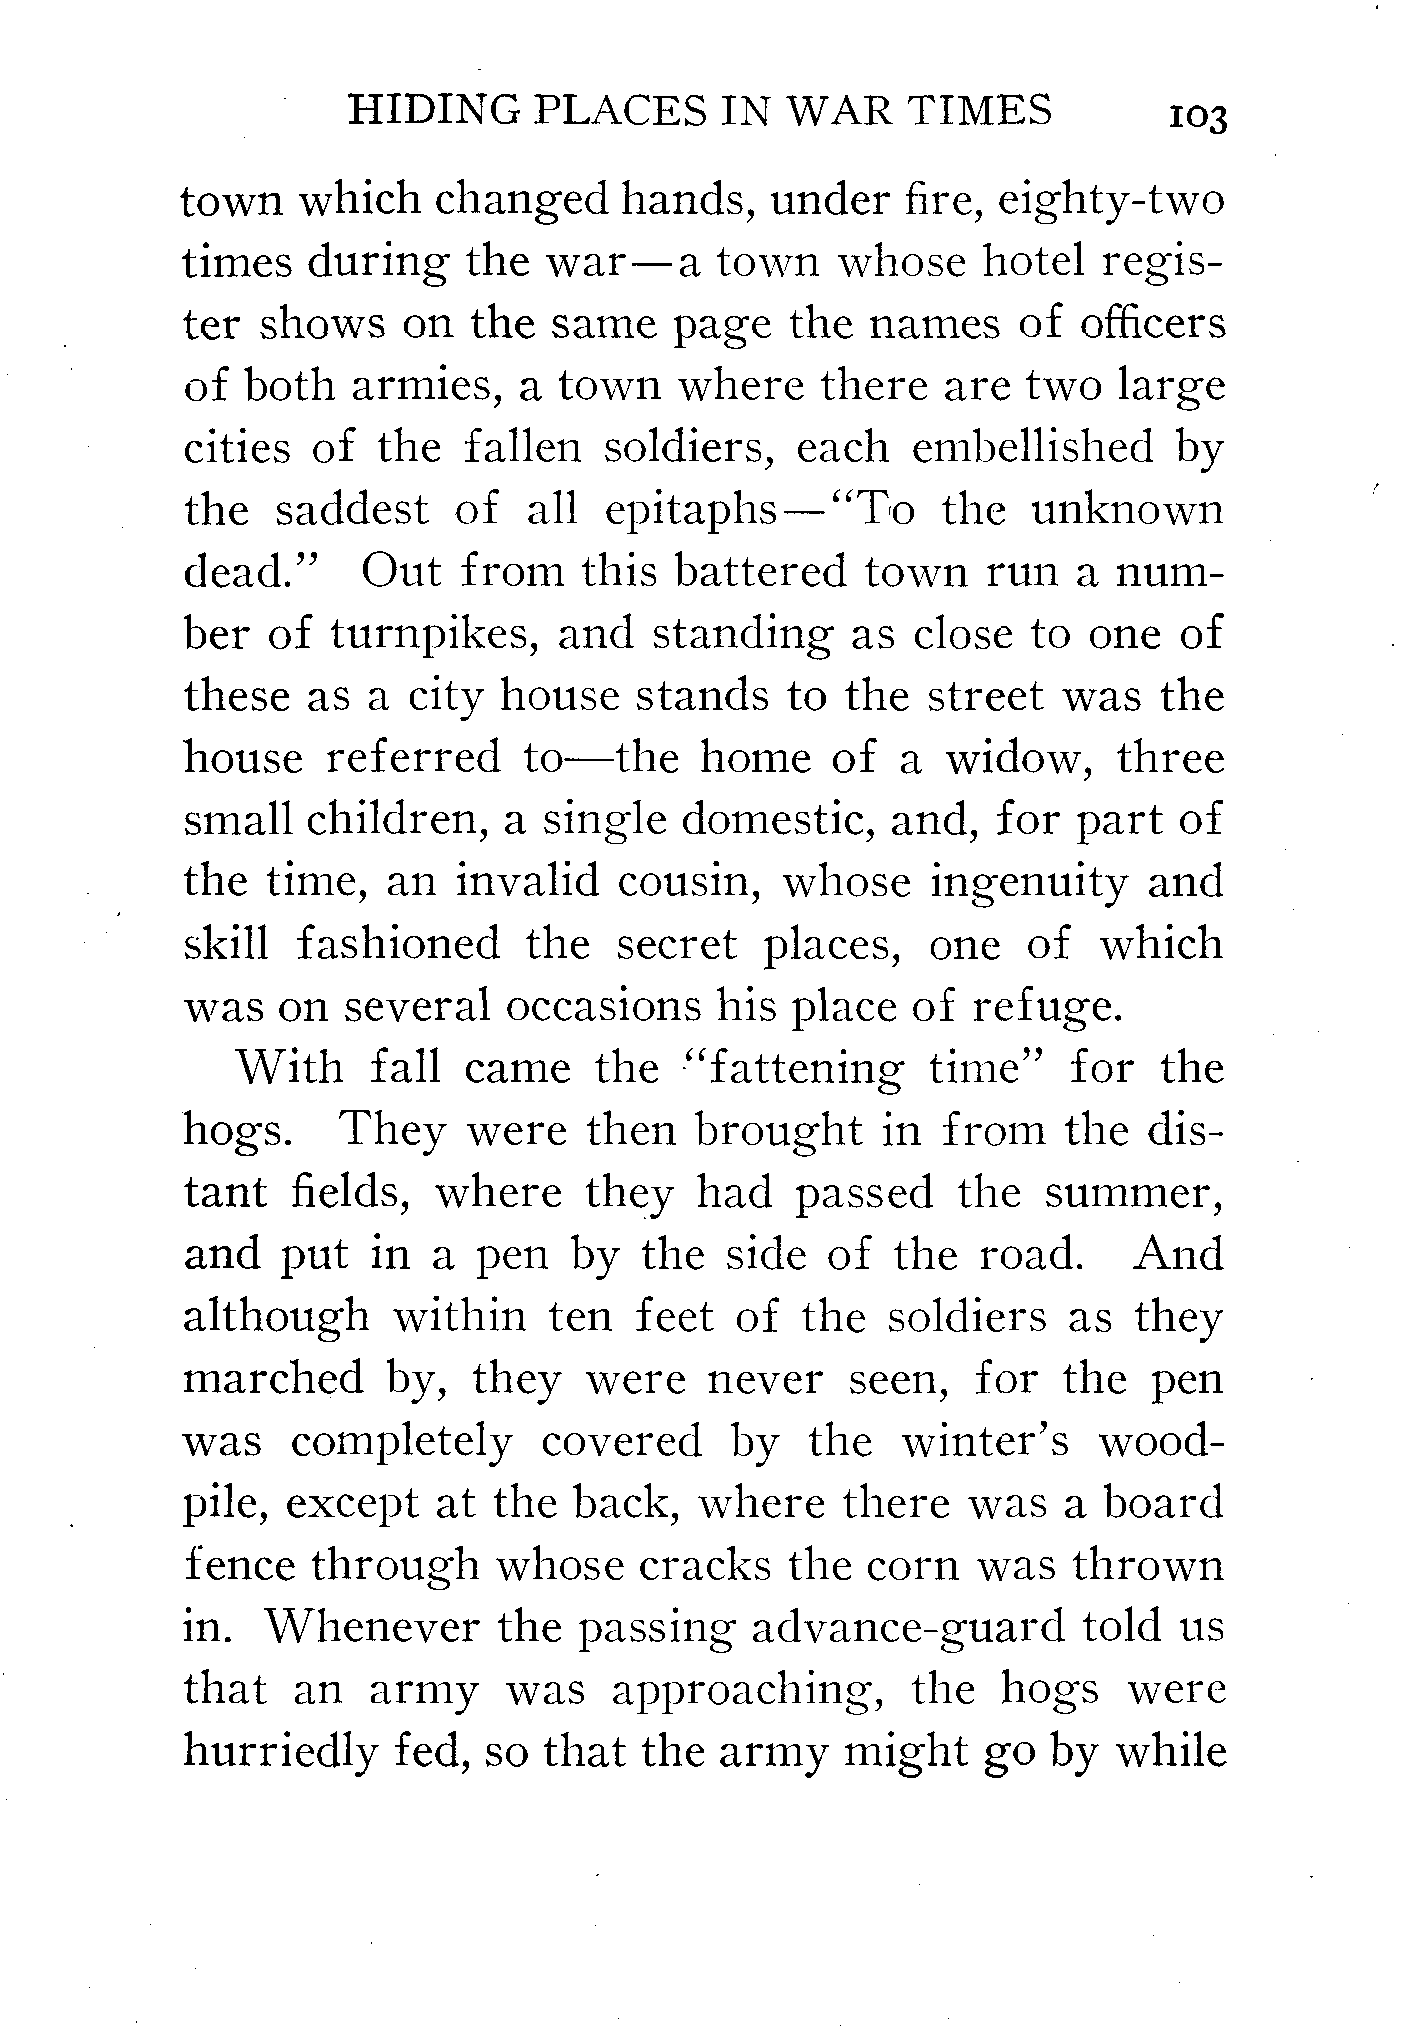 HIDING PLACES IN WAR TIMES 103
town which changed hands, under fire, eighty-two
times during the war—a town whose hotel regis-
ter shows on the same page the names of officers
of both armies, a town where there are two large
cities of the fallen soldiers, each embellished by
the saddest of all epitaphs—“To the unknown
dead.” Out from this battered town run a num-
ber of turnpikes, and standing as close to one of
these as a city house stands to the street was the
house referred to—the home of a widow, three
small children, a single domestic, and, for part of
the time, an invalid cousin, whose ingenuity and
skill fashioned the secret places, one of which
was on several occasions his place of refuge.
With fall came the “fattening time” for the
hogs. They were then brought in from the dis-
tant fields, where they had passed the summer,
and put in a pen by the side of the road. And
although within ten feet of the soldiers as they
marched by, they were never seen, for the pen
was completely covered by the winter’s wood-
pile, except at the back, where there was a board
fence through whose cracks the corn was thrown
in. Whenever the passing advance-guard told us
that an army was approaching, the hogs were
hurriedly fed, so that the army might go by while